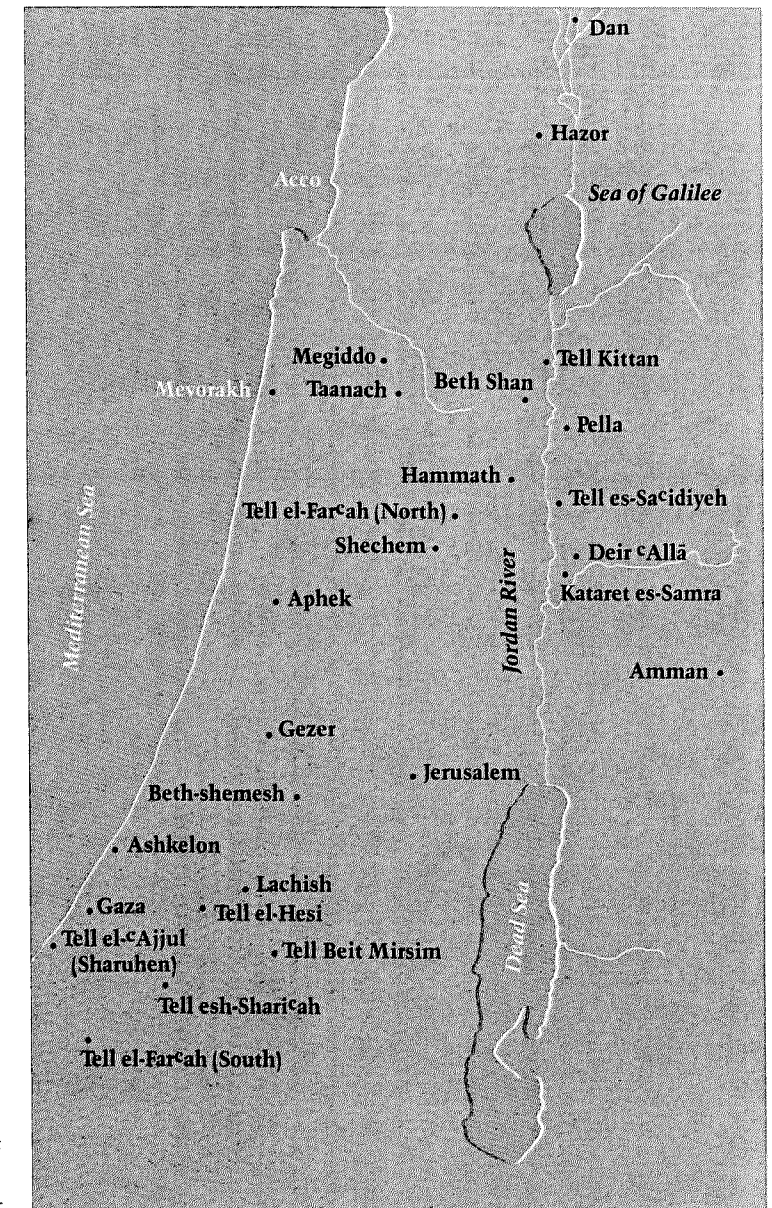 Dan
Hazor
Acco
Sea of Galilee
Megiddo
Tell Kittan
Mevorakh
Taanach
Beth Shan
Pella
Hammath
Tell es-Saᶜidiyeh
Tell el-Farᶜah (North)
Shechem
Deir ᶜAllā
Mediterranean Sea
Jordan River
Kataret es-Samra
Aphek
Amman
Gezer
Jerusalem
Beth-shemesh
Ashkelon
Lachish
Gaza
Tell el-Hesi
Tell el-ᶜAjjul
(Sharuhen)
Tell Beit Mirsim
Dead Sea
Tell esh-Shariᶜah
Tell el-Farᶜah (South)